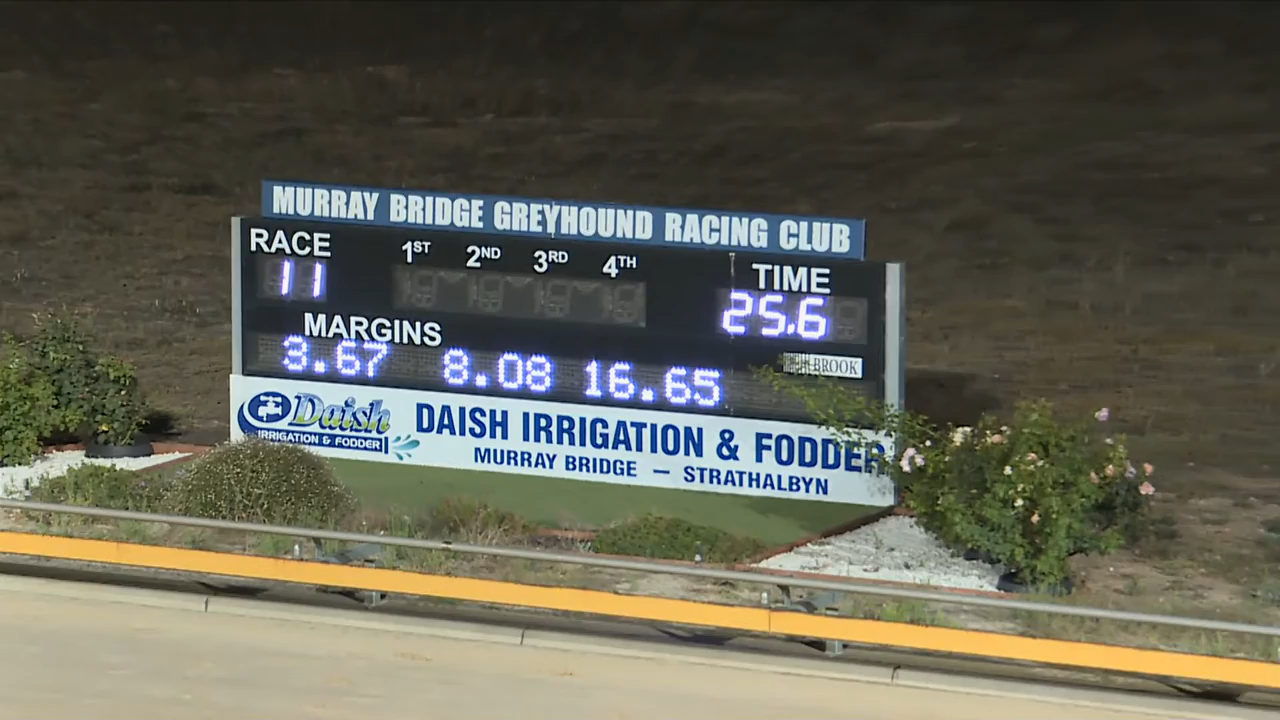 MURRAY BRIDGE GREYHOUND RACING CLUB
RACE 1ST 2ND 3RD 4TH TIME
11 25.6
MARGINS
3.67 8.08 16.65
BROOK
Daish
IRRIGATION & FODDER
DAISH IRRIGATION & FODDER
MURRAY BRIDGE — STRATHALBYN